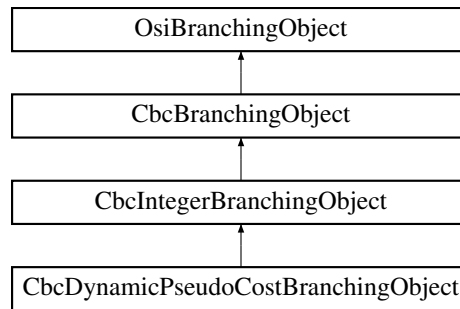 OsiBranchingObject
CbcBranchingObject
CbcIntegerBranchingObject
CbcDynamicPseudoCostBranchingObject